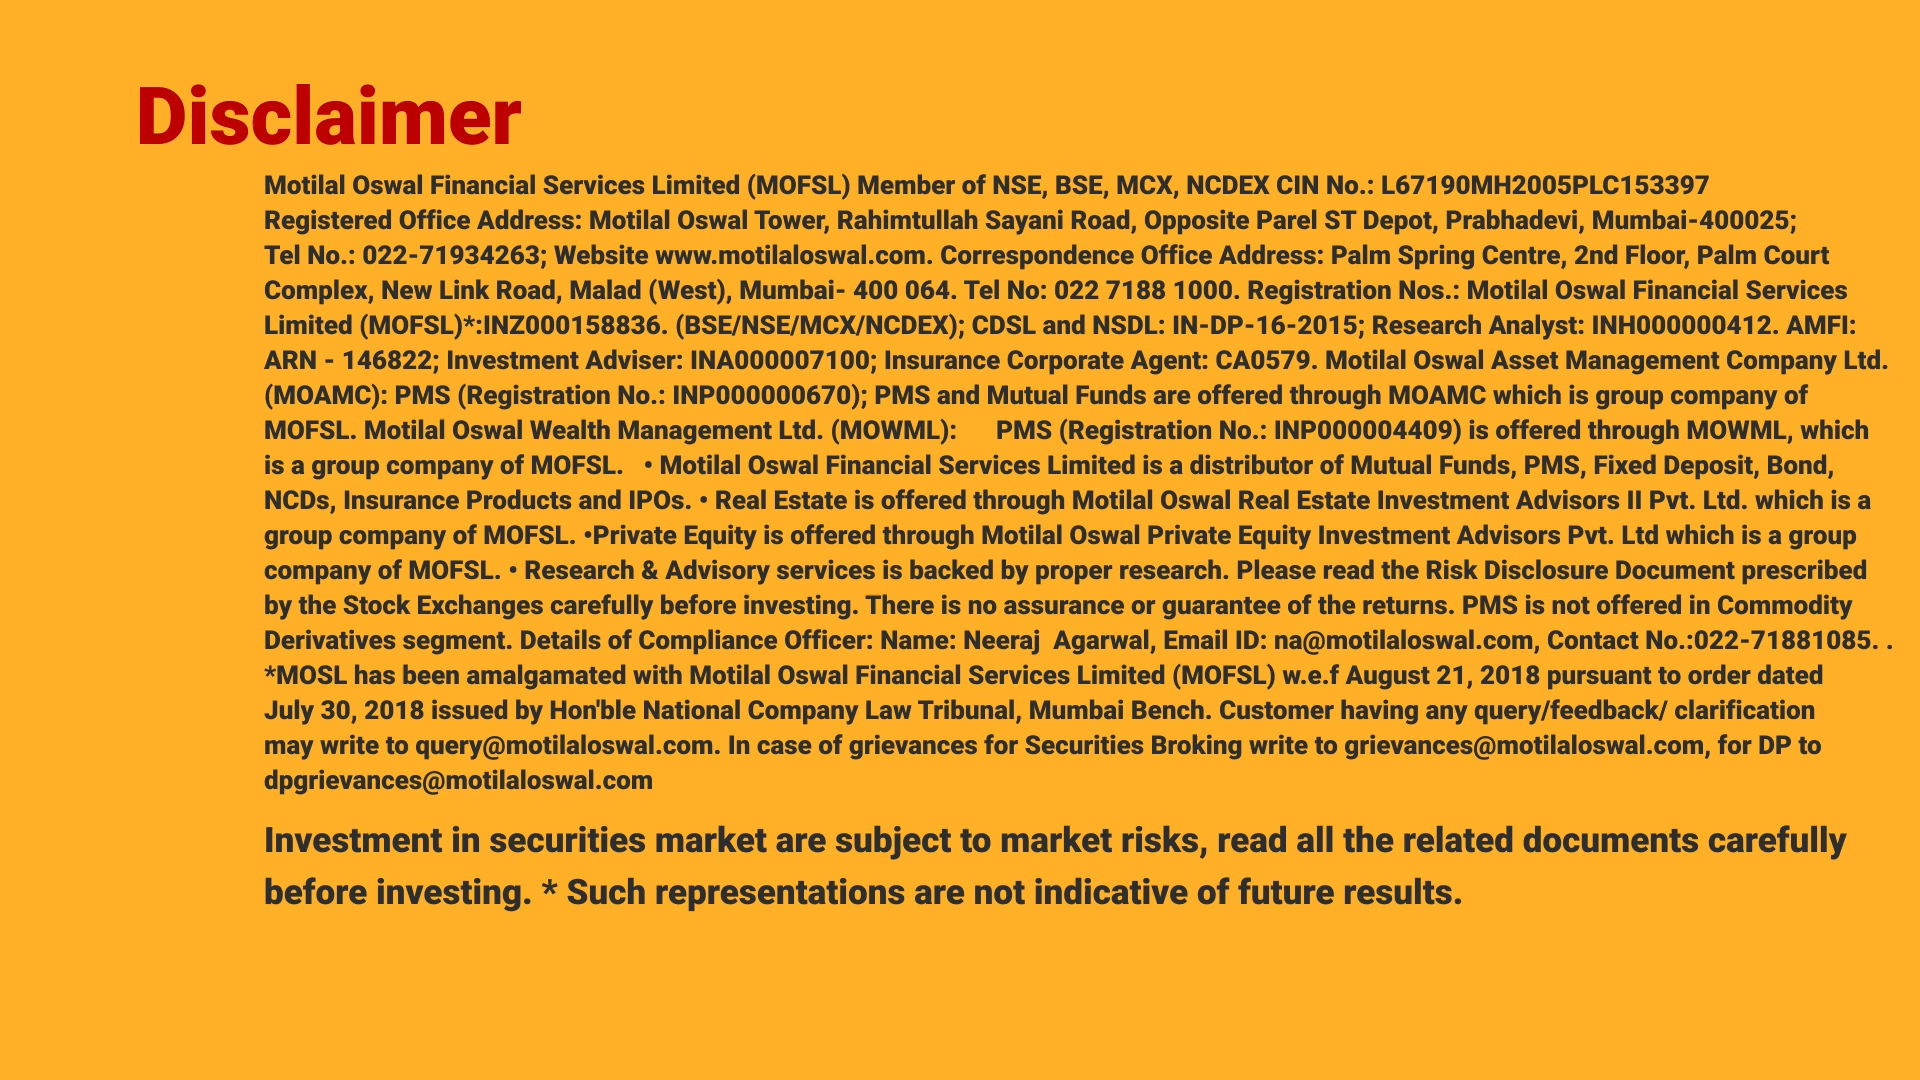 Disclaimer
Motilal Oswal Financial Services Limited (MOFSL) Member of NSE, BSE, MCX, NCDEX CIN No.: L67190MH2005PLC153397
Registered Office Address: Motilal Oswal Tower, Rahimtullah Sayani Road, Opposite Parel ST Depot, Prabhadevi, Mumbai-400025;
Tel No.: 022-71934263; Website www.motilaloswal.com. Correspondence Office Address: Palm Spring Centre, 2nd Floor, Palm Court
Complex, New Link Road, Malad (West), Mumbai- 400 064. Tel No: 022 7188 1000. Registration Nos.: Motilal Oswal Financial Services
Limited (MOFSL)*:INZ000158836. (BSE/NSE/MCX/NCDEX); CDSL and NSDL: IN-DP-16-2015; Research Analyst: INH000000412. AMFI:
ARN - 146822; Investment Adviser: INA000007100; Insurance Corporate Agent: CA0579. Motilal Oswal Asset Management Company Ltd.
(MOAMC): PMS (Registration No.: INP000000670); PMS and Mutual Funds are offered through MOAMC which is group company of
MOFSL. Motilal Oswal Wealth Management Ltd. (MOWML): PMS (Registration No.: INP000004409) is offered through MOWML, which
is a group company of MOFSL. • Motilal Oswal Financial Services Limited is a distributor of Mutual Funds, PMS, Fixed Deposit, Bond,
NCDs, Insurance Products and IPOs. • Real Estate is offered through Motilal Oswal Real Estate Investment Advisors II Pvt. Ltd. which is a
group company of MOFSL. •Private Equity is offered through Motilal Oswal Private Equity Investment Advisors Pvt. Ltd which is a group
company of MOFSL. • Research & Advisory services is backed by proper research. Please read the Risk Disclosure Document prescribed
by the Stock Exchanges carefully before investing. There is no assurance or guarantee of the returns. PMS is not offered in Commodity
Derivatives segment. Details of Compliance Officer: Name: Neeraj Agarwal, Email ID: na@motilaloswal.com, Contact No.:022-71881085. .
*MOSL has been amalgamated with Motilal Oswal Financial Services Limited (MOFSL) w.e.f August 21, 2018 pursuant to order dated
July 30, 2018 issued by Hon'ble National Company Law Tribunal, Mumbai Bench. Customer having any query/feedback/ clarification
may write to query@motilaloswal.com. In case of grievances for Securities Broking write to grievances@motilaloswal.com, for DP to
dpgrievances@motilaloswal.com
Investment in securities market are subject to market risks, read all the related documents carefully
before investing. * Such representations are not indicative of future results.